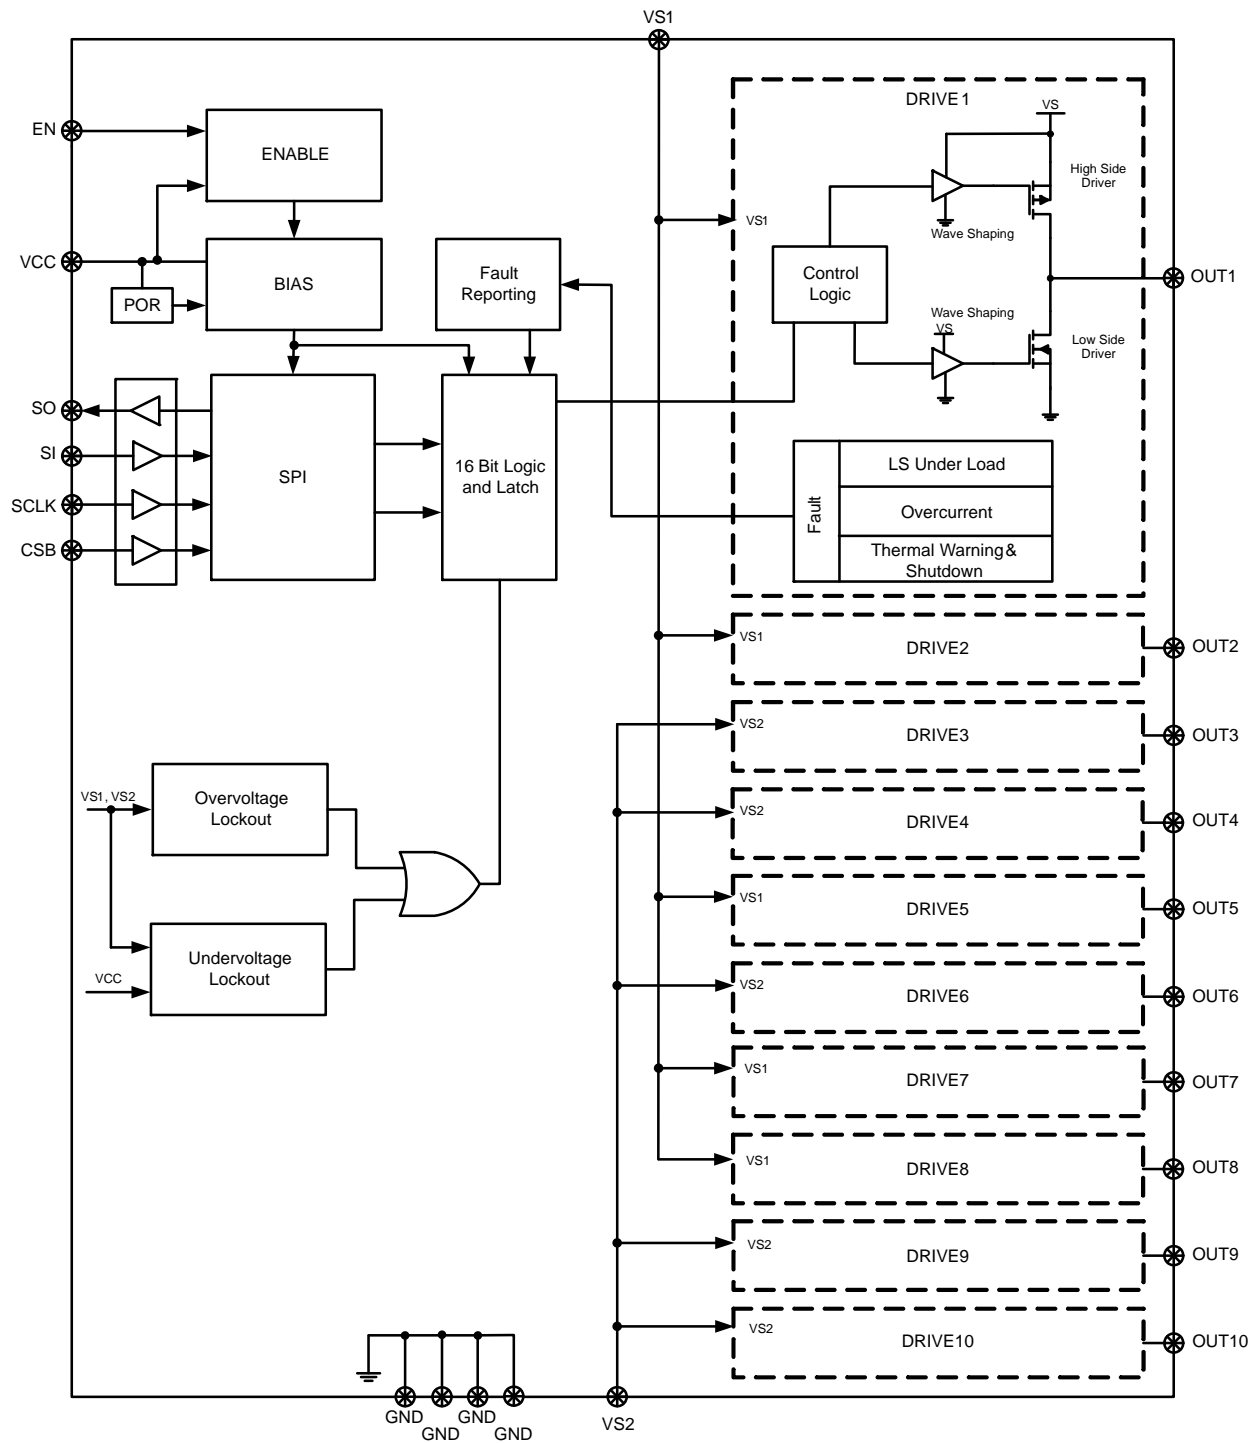 VS1
DRIVE1
VS
EN
ENABLE
High Side
Driver
VS1
Wave Shaping
VCC
BIAS
POR
Fault
Reporting
Control
Logic
OUT1
Wave Shaping
VS
Low Side
Driver
SO
SI
SCLK
CSB
SPI
16 Bit Logic
and Latch
Fault
LS Under Load
Overcurrent
Thermal Warning &
Shutdown
VS1
DRIVE2
OUT2
VS2
DRIVE3
OUT3
VS1, VS2
Overvoltage
Lockout
VS2
DRIVE4
OUT4
VS1
DRIVE5
OUT5
Undervoltage
Lockout
VCC
VS2
DRIVE6
OUT6
VS1
DRIVE7
OUT7
VS1
DRIVE8
OUT8
VS2
DRIVE9
OUT9
VS2
DRIVE10
OUT10
GND
GND
GND
GND
VS2